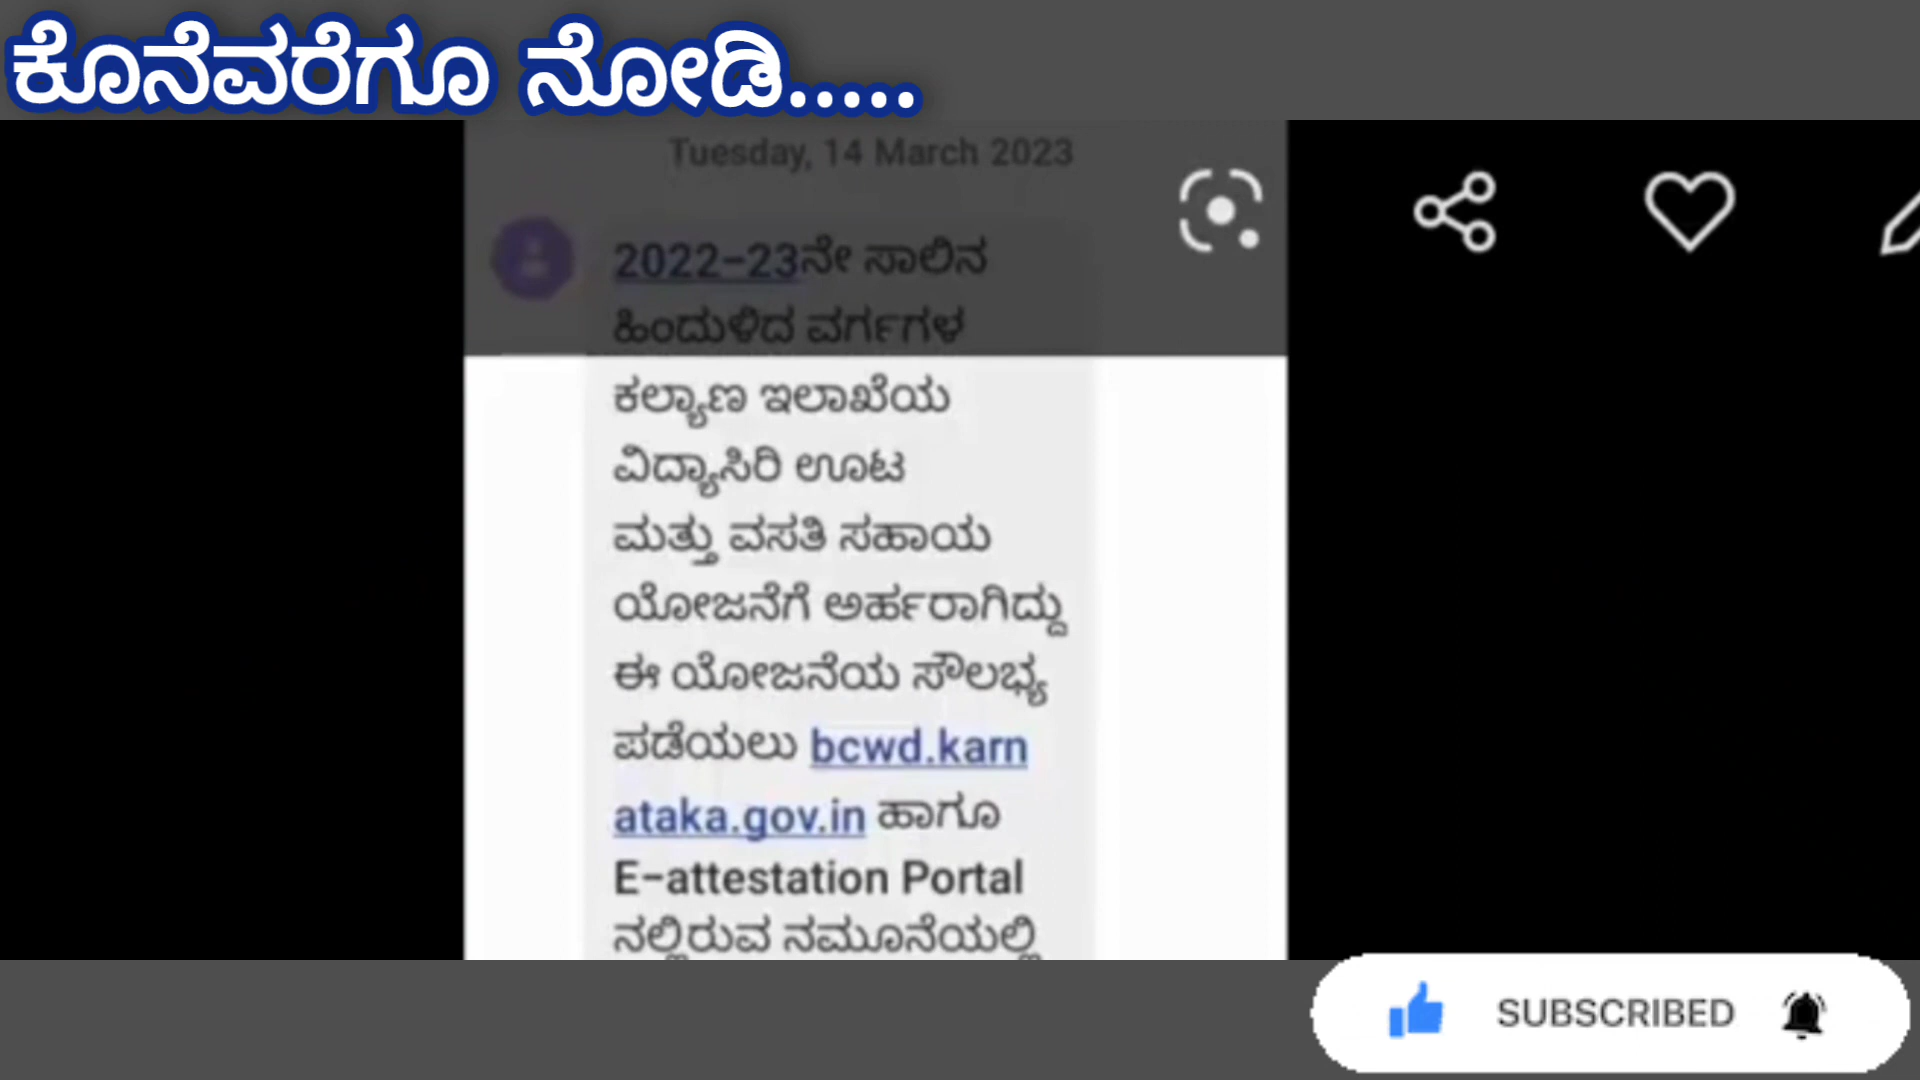 ಕೊನೆವರೆಗೂ ನೋಡಿ.....
Tuesday, 14 March 2023
2022-23ನೇ ಸಾಲಿನ
ಹಿಂದುಳಿದ ವರ್ಗಗಳ
ಕಲ್ಯಾಣ ಇಲಾಖೆಯ
ವಿದ್ಯಾಸಿರಿ ಊಟ
ಮತ್ತು ವಸತಿ ಸಹಾಯ
ಯೋಜನೆಗೆ ಅರ್ಹರಾಗಿದ್ದು
ಈ ಯೋಜನೆಯ ಸೌಲಭ್ಯ
ಪಡೆಯಲು bcwd.karn
ataka.gov.in ಹಾಗೂ
E-attestation Portal
ನಲ್ಲಿರುವ ನಮೂನೆಯಲ್ಲಿ
SUBSCRIBED